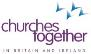 churches
together
IN BRITAIN AND IRELAND